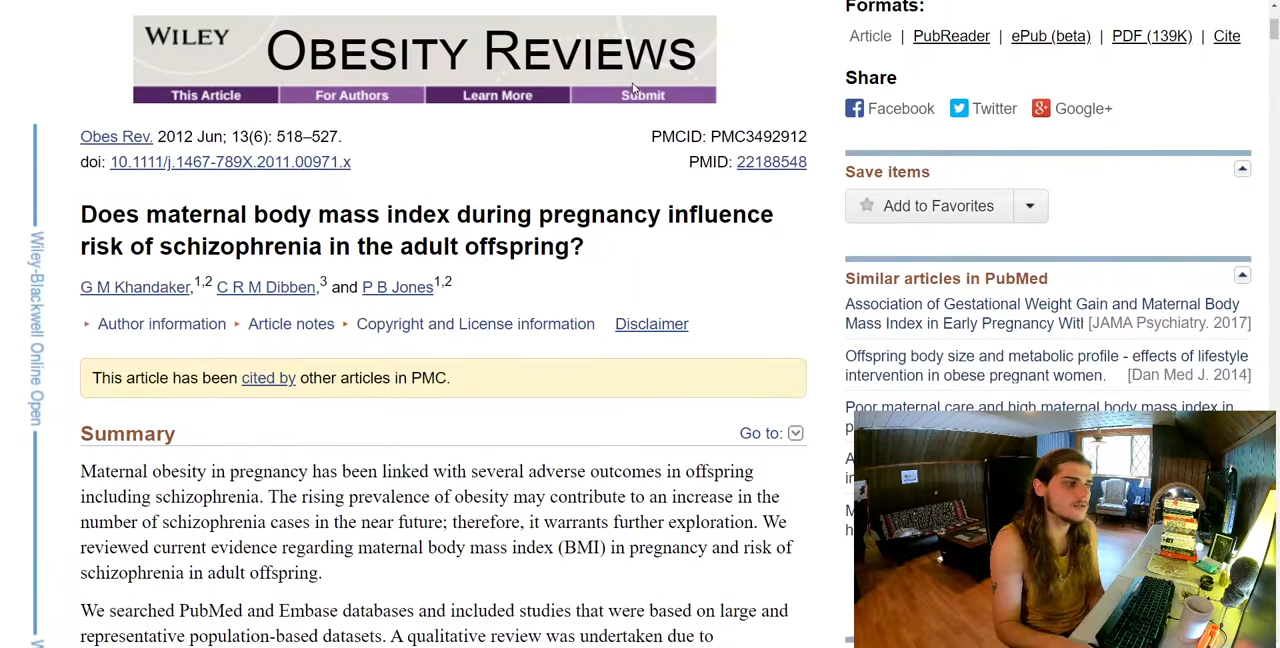 WILEY
OBESITY REVIEWS
This Article
For Authors
Learn More
Submit
Obes Rev. 2012 Jun; 13(6): 518–527.
PMCID: PMC3492912
doi: 10.1111/j.1467-789X.2011.00971.x
PMID: 22188548
Does maternal body mass index during pregnancy influence
risk of schizophrenia in the adult offspring?
G M Khandaker,1,2 C R M Dibben,3 and P B Jones1,2
Author information
Article notes
Copyright and License information
Disclaimer
This article has been cited by other articles in PMC.
Summary
Go to:
Maternal obesity in pregnancy has been linked with several adverse outcomes in offspring
including schizophrenia. The rising prevalence of obesity may contribute to an increase in the
number of schizophrenia cases in the near future; therefore, it warrants further exploration. We
reviewed current evidence regarding maternal body mass index (BMI) in pregnancy and risk of
schizophrenia in adult offspring.
We searched PubMed and Embase databases and included studies that were based on large and
representative population-based datasets. A qualitative review was undertaken due to
Wiley-Blackwell Online Open
Formats:
Article | PubReader | ePub (beta) | PDF (139K) | Cite
Share
Facebook
Twitter
Google+
Save items
Add to Favorites
Similar articles in PubMed
Association of Gestational Weight Gain and Maternal Body
Mass Index in Early Pregnancy Witl [JAMA Psychiatry. 2017]
Offspring body size and metabolic profile - effects of lifestyle
intervention in obese pregnant women. [Dan Med J. 2014]
Poor maternal care and high maternal body mass index in